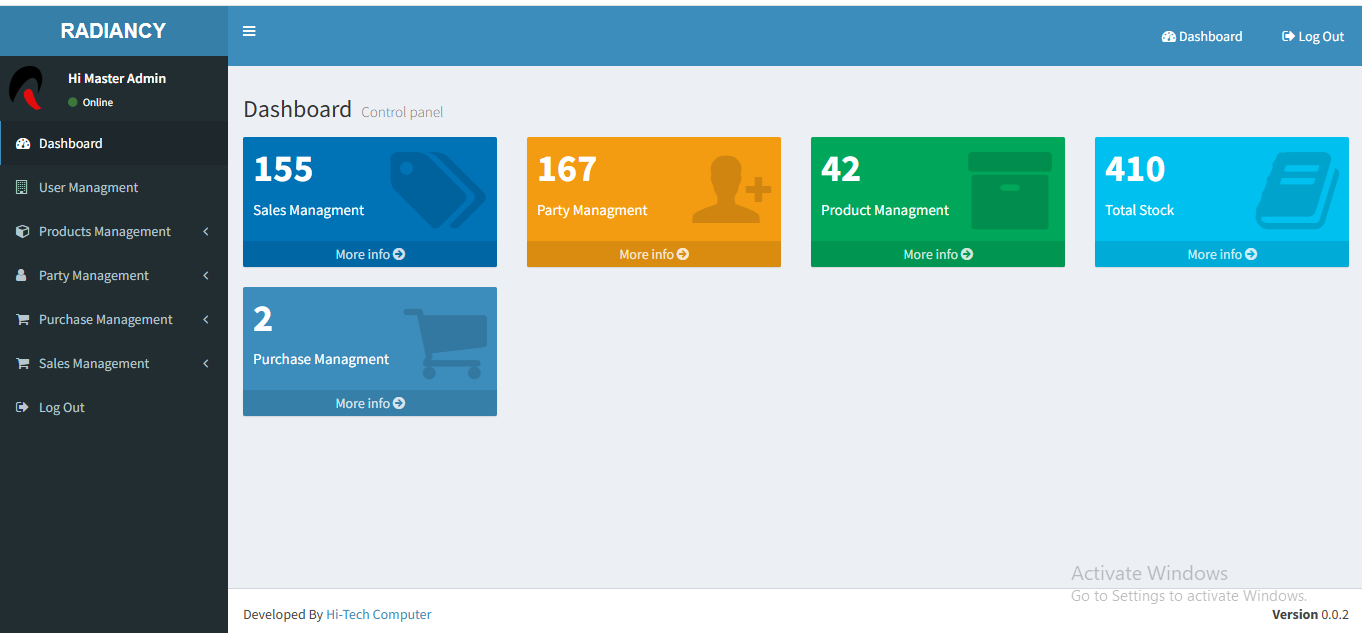 RADIANCY
Dashboard
Log Out
Hi Master Admin
Online
Dashboard
User Managment
Products Management
Party Management
Purchase Management
Sales Management
Log Out
Dashboard Control panel
155
Sales Managment
More info
167
Party Managment
More info
42
Product Managment
More info
410
Total Stock
More info
2
Purchase Managment
More info
Activate Windows
Go to Settings to activate Windows.
Developed By Hi-Tech Computer
Version 0.0.2